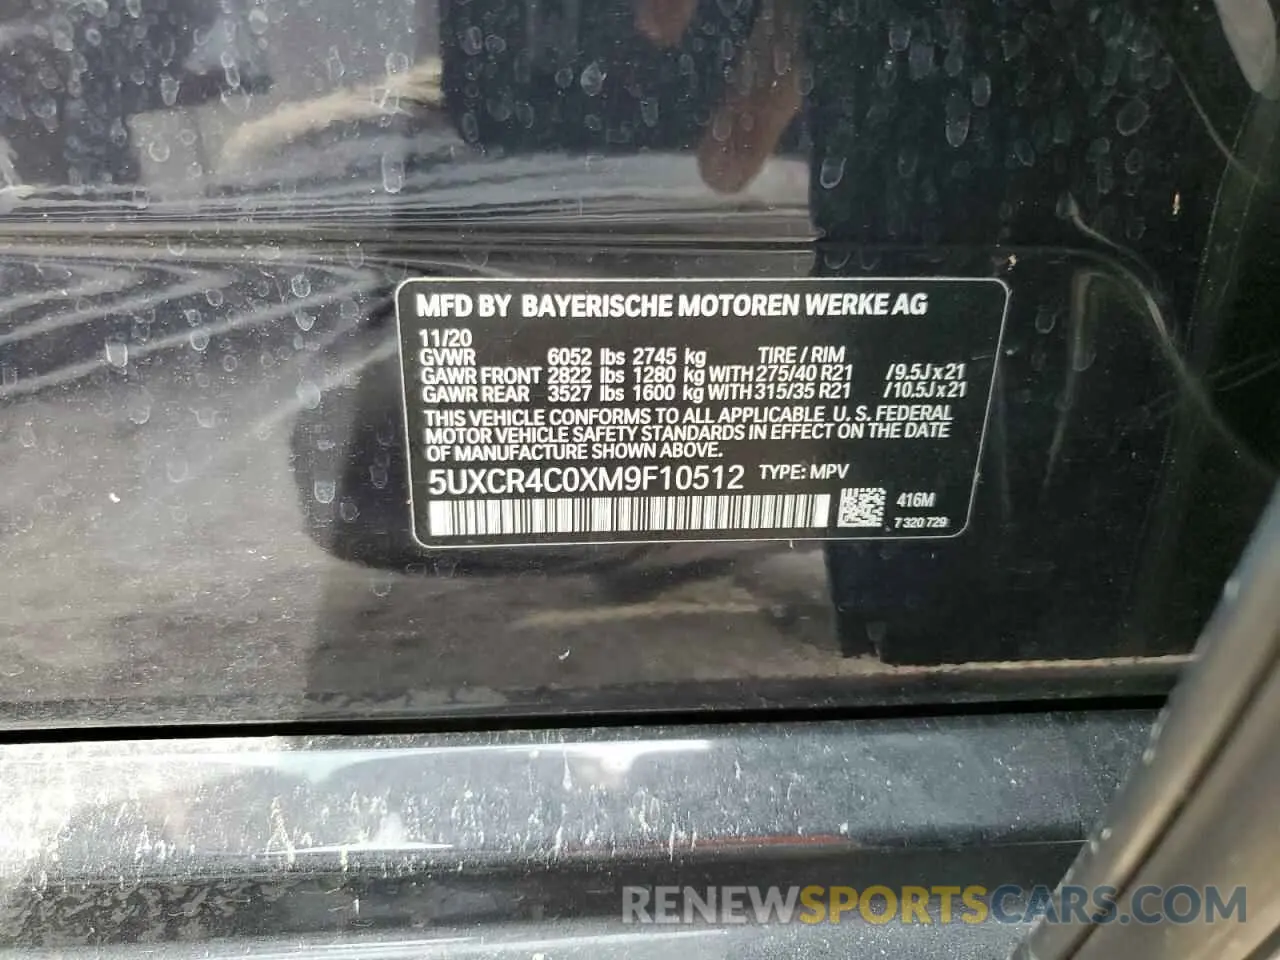 MFD BY BAYERISCHE MOTOREN WERKE AG
11/20
GVWR 6052 lbs 2745 kg TIRE / RIM
GAWR FRONT 2822 lbs 1280 kg WITH 275/40 R21 /9.5J x 21
GAWR REAR 3527 lbs 1600 kg WITH 315/35 R21 /10.5J x 21
THIS VEHICLE CONFORMS TO ALL APPLICABLE U. S. FEDERAL
MOTOR VEHICLE SAFETY STANDARDS IN EFFECT ON THE DATE
OF MANUFACTURE SHOWN ABOVE.
5UXCR4C0XM9F10512 TYPE: MPV
416M
7 320 729
RENEWSPORTSCARS.COM